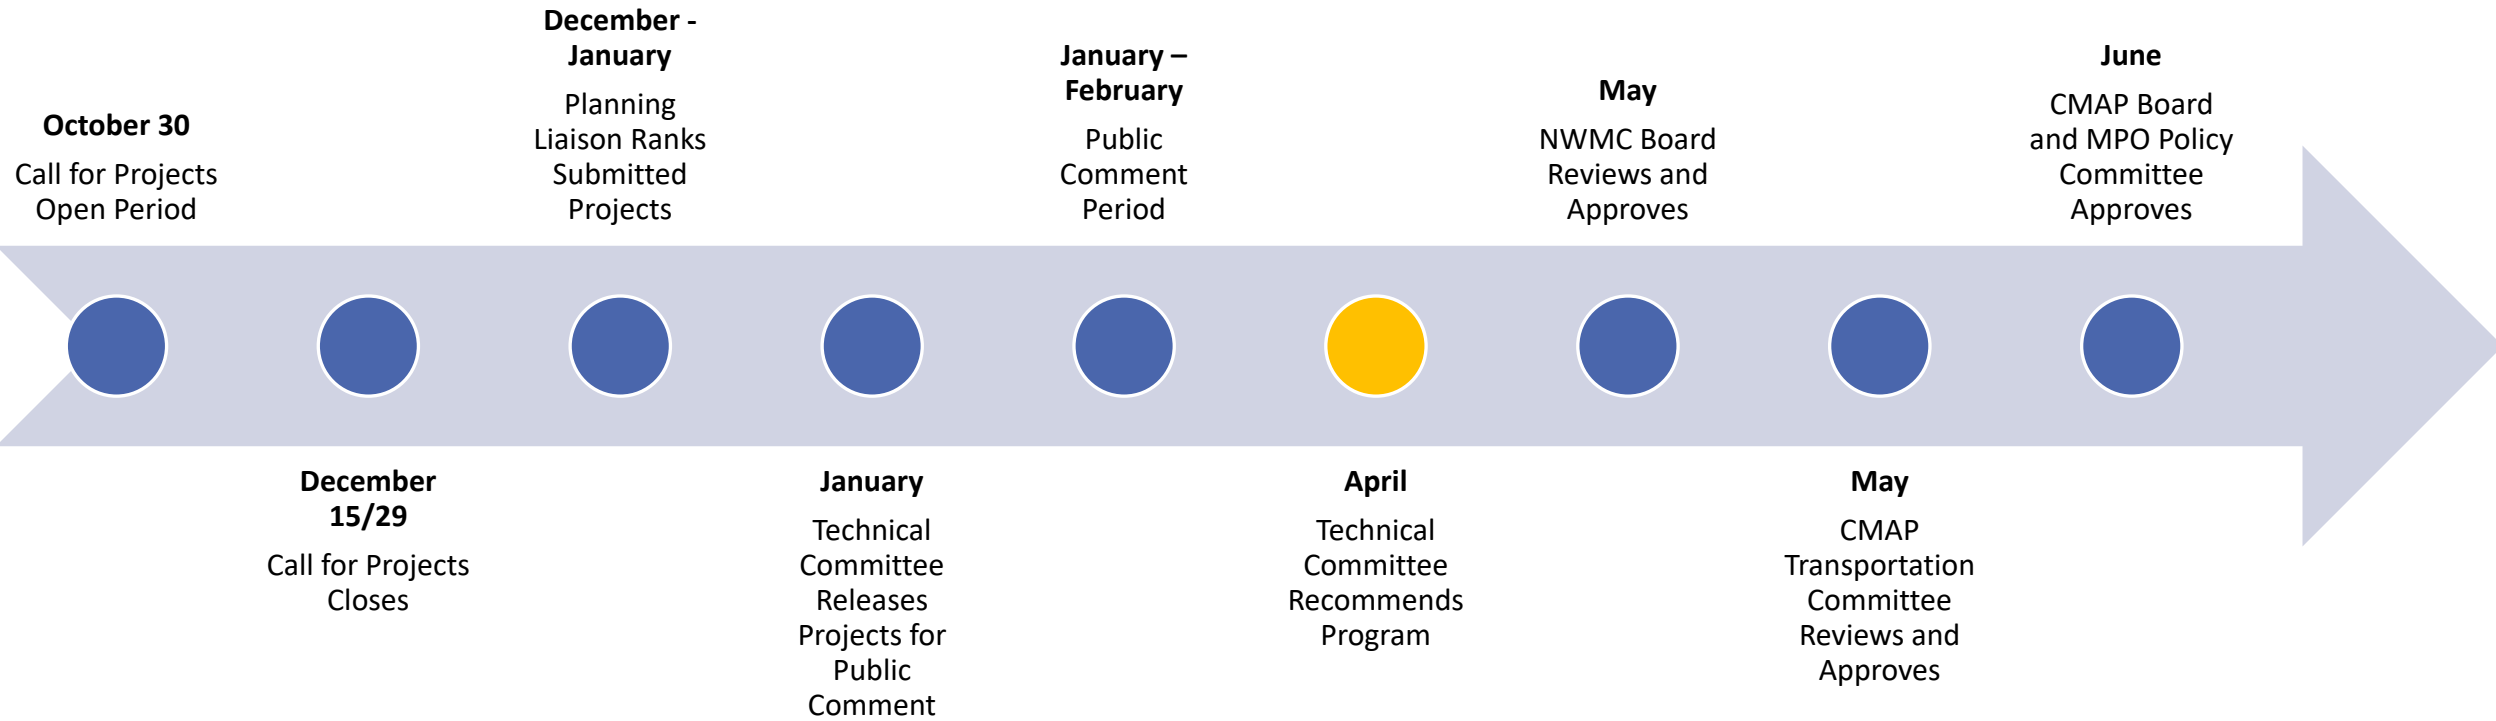 October 30
Call for Projects
Open Period
December
15/29
Call for Projects
Closes
December -
January
Planning
Liaison Ranks
Submitted
Projects
January
Technical
Committee
Releases
Projects for
Public
Comment
January –
February
Public
Comment
Period
April
Technical
Committee
Recommends
Program
May
NWMC Board
Reviews and
Approves
May
CMAP
Transportation
Committee
Reviews and
Approves
June
CMAP Board
and MPO Policy
Committee
Approves